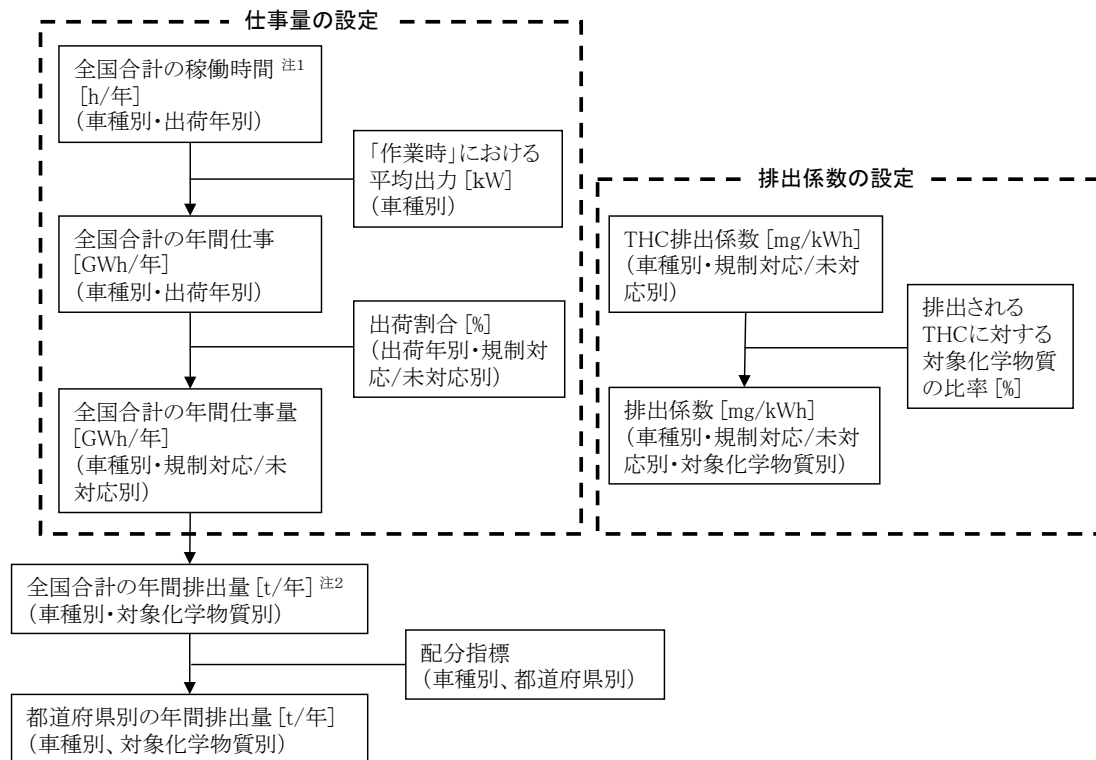 仕事量の設定
全国合計の稼働時間 注1
[h/年]
（車種別・出荷年別）
「作業時」における
平均出力 [kW]
（車種別）
全国合計の年間仕事
[GWh/年]
（車種別・出荷年別）
出荷割合 [%]
（出荷年別・規制対
応/未対応別）
全国合計の年間仕事量
[GWh/年]
（車種別・規制対応/未
対応別）
排出係数の設定
THC排出係数 [mg/kWh]
（車種別・規制対応/未対
応別）
排出される
THCに対する
対象化学物質
の比率 [%]
排出係数 [mg/kWh]
（車種別・規制対応/未対
応別・対象化学物質別）
全国合計の年間排出量 [t/年] 注2
（車種別・対象化学物質別）
配分指標
（車種別、都道府県別）
都道府県別の年間排出量 [t/年]
（車種別、対象化学物質別）